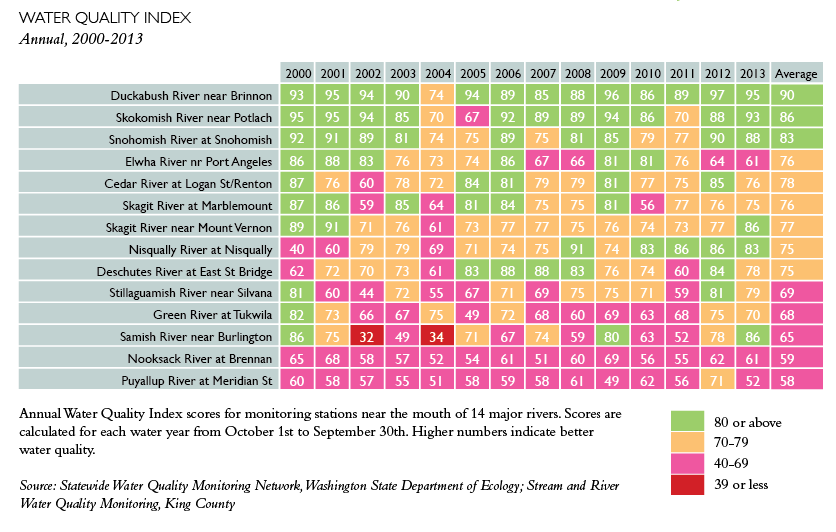 WATER QUALITY INDEX
Annual, 2000-2013
2000 2001 2002 2003 2004 2005 2006 2007 2008 2009 2010 2011 2012 2013 Average
Duckabush River near Brinnon 93 95 94 90 74 94 89 85 88 96 86 89 97 95 90
Skokomish River near Potlach 95 95 94 85 70 67 92 89 89 94 86 70 88 93 86
Snohomish River at Snohomish 92 91 89 81 74 75 89 75 81 85 79 77 90 88 83
Elwha River nr Port Angeles 86 88 83 76 73 74 86 67 66 81 81 76 64 61 76
Cedar River at Logan St/Renton 87 76 60 78 72 84 81 79 79 81 77 75 85 76 78
Skagit River at Marblemount 87 86 59 85 64 81 84 75 75 81 56 77 76 75 76
Skagit River near Mount Vernon 89 91 71 76 61 73 77 77 75 76 74 73 77 86 77
Nisqually River at Nisqually 40 60 79 79 69 71 74 75 91 74 83 86 86 83 75
Deschutes River at East St Bridge 62 72 70 73 61 83 88 88 83 76 74 60 84 78 75
Stillaguamish River near Silvana 81 60 44 72 55 67 71 69 75 75 71 59 81 79 69
Green River at Tukwila 82 73 66 67 75 49 72 68 60 69 63 68 75 70 68
Samish River near Burlington 86 75 32 49 34 71 67 74 59 80 63 52 78 86 65
Nooksack River at Brennan 65 68 58 57 52 54 61 51 60 69 56 55 62 61 59
Puyallup River at Meridian St 60 58 57 55 51 58 59 58 61 49 62 56 71 52 58
Annual Water Quality Index scores for monitoring stations near the mouth of 14 major rivers. Scores are
calculated for each water year from October 1st to September 30th. Higher numbers indicate better
water quality.
Source: Statewide Water Quality Monitoring Network, Washington State Department of Ecology; Stream and River
Water Quality Monitoring, King County
80 or above
70–79
40–69
39 or less